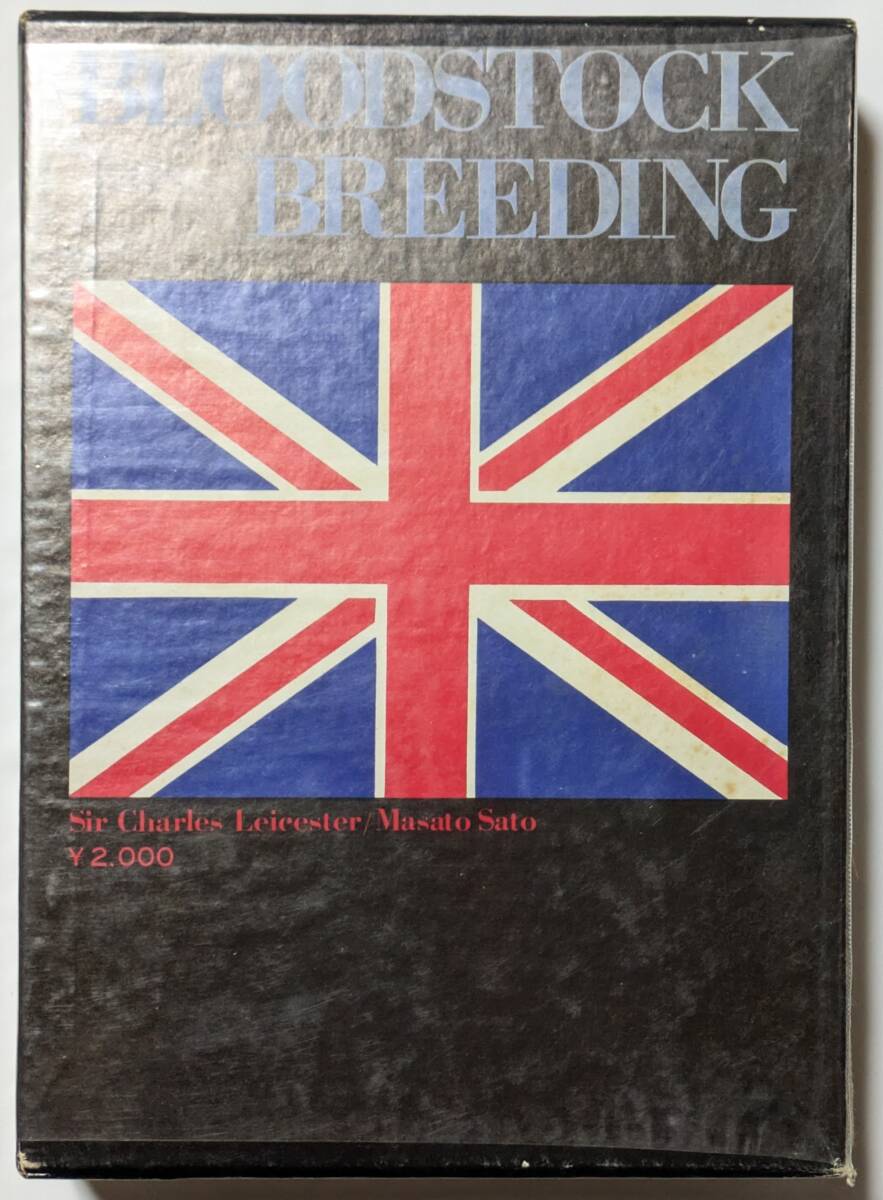 BLOODSTOCK
BREEDING
Sir Charles Leicester/Masato Sato
¥2.000